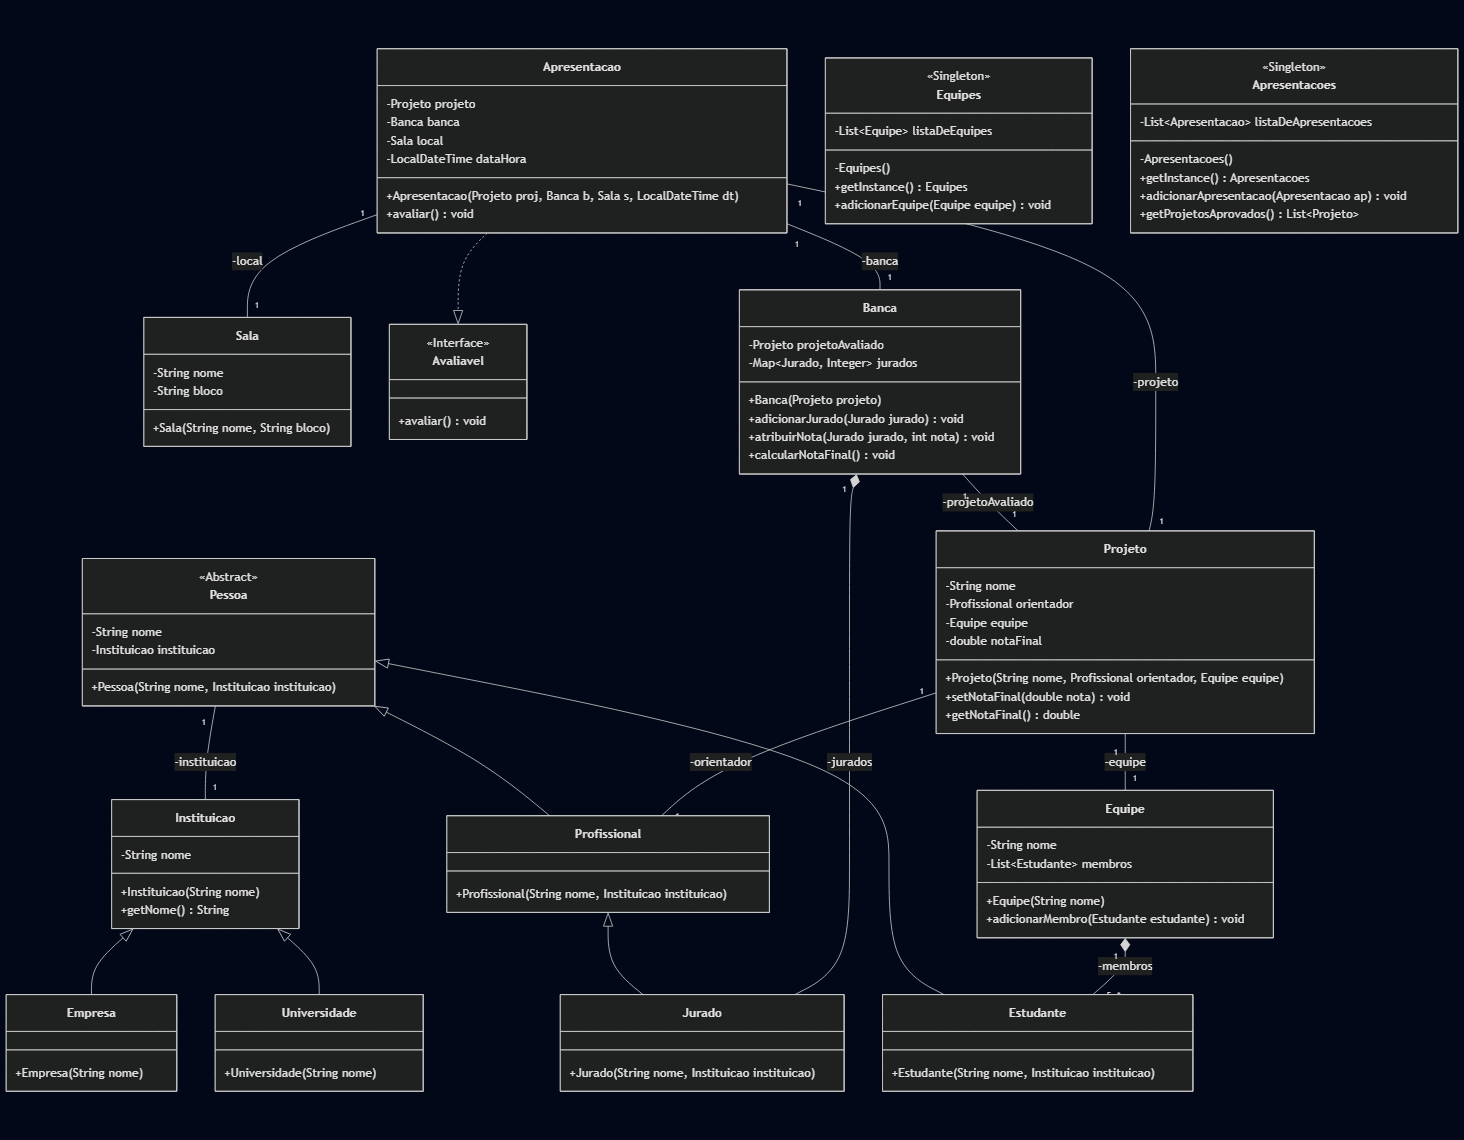 Apresentacao
-Projeto projeto
-Banca banca
-Sala local
-LocalDateTime dataHora
+Apresentacao(Projeto proj, Banca b, Sala s, LocalDateTime dt)
+avaliar() : void
«Singleton»
Equipes
-List<Equipe> listaDeEquipes
-Equipes()
+getInstance() : Equipes
+adicionarEquipe(Equipe equipe) : void
«Singleton»
Apresentacoes
-List<Apresentacao> listaDeApresentacoes
-Apresentacoes()
+getInstance() : Apresentacoes
+adicionarApresentacao(Apresentacao ap) : void
+getProjetosAprovados() : List<Projeto>
1
-local
1
1
1
-banca
1
-projeto
1
Sala
-String nome
-String bloco
+Sala(String nome, String bloco)
«Interface»
Avaliavel
+avaliar() : void
Banca
-Projeto projetoAvaliado
-Map<Jurado, Integer> jurados
+Banca(Projeto projeto)
+adicionarJurado(Jurado jurado) : void
+atribuirNota(Jurado jurado, int nota) : void
+calcularNotaFinal() : void
1
1
-projetoAvaliado
1
«Abstract»
Pessoa
-String nome
-Instituicao instituicao
+Pessoa(String nome, Instituicao instituicao)
Projeto
-String nome
-Profissional orientador
-Equipe equipe
-double notaFinal
+Projeto(String nome, Profissional orientador, Equipe equipe)
+setNotaFinal(double nota) : void
+getNotaFinal() : double
1
-instituicao
1
1
-orientador
-jurados
1
-equipe
1
Instituicao
-String nome
+Instituicao(String nome)
+getNome() : String
Profissional
+Profissional(String nome, Instituicao instituicao)
Equipe
-String nome
-List<Estudante> membros
+Equipe(String nome)
+adicionarMembro(Estudante estudante) : void
1
-membros
Empresa
+Empresa(String nome)
Universidade
+Universidade(String nome)
Jurado
+Jurado(String nome, Instituicao instituicao)
Estudante
+Estudante(String nome, Instituicao instituicao)